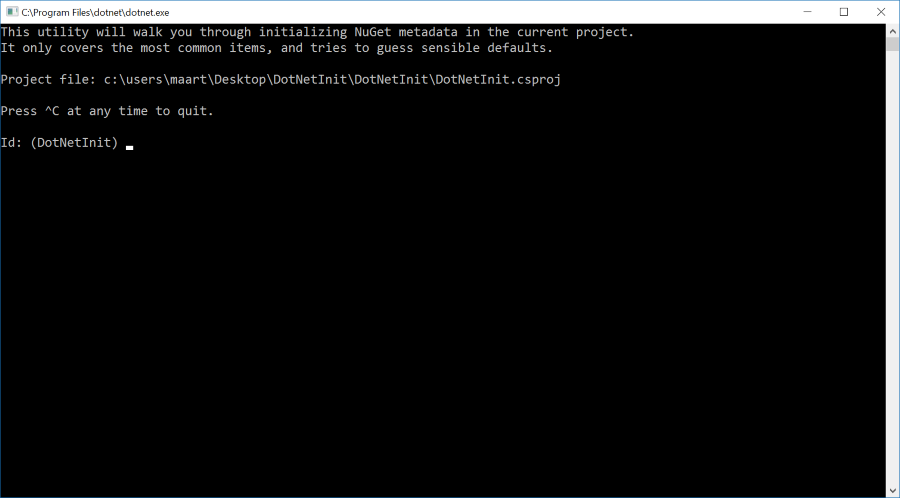 C:\Program Files\dotnet\dotnet.exe
This utility will walk you through initializing NuGet metadata in the current project.
It only covers the most common items, and tries to guess sensible defaults.
Project file: c:\users\maart\Desktop\DotNetInit\DotNetInit\DotNetInit.csproj
Press ^C at any time to quit.
Id: (DotNetInit)